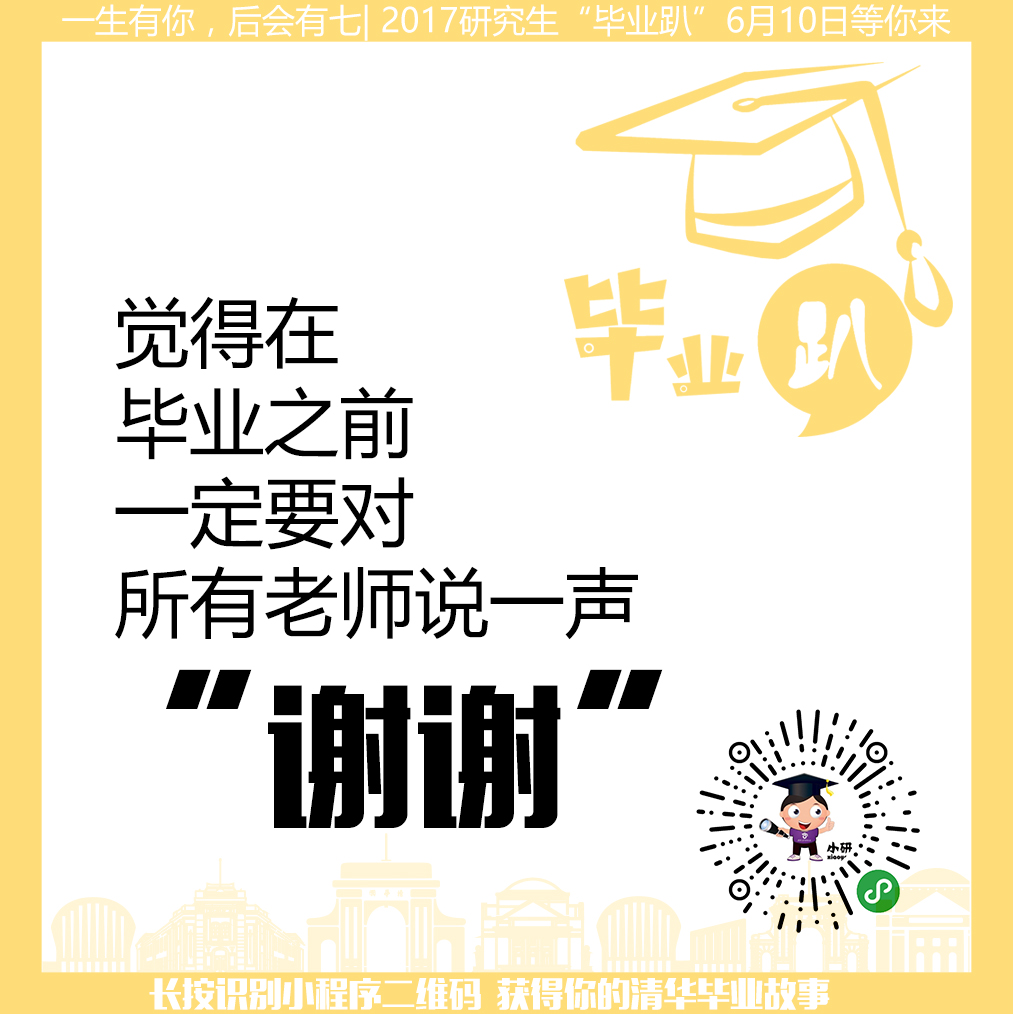 一生有你，后会有七| 2017研究生“毕业趴”6月10日等你来
毕业趴
觉得在
毕业之前
一定要对
所有老师说一声
“谢谢”
小研
长按识别小程序二维码 获得你的清华毕业故事